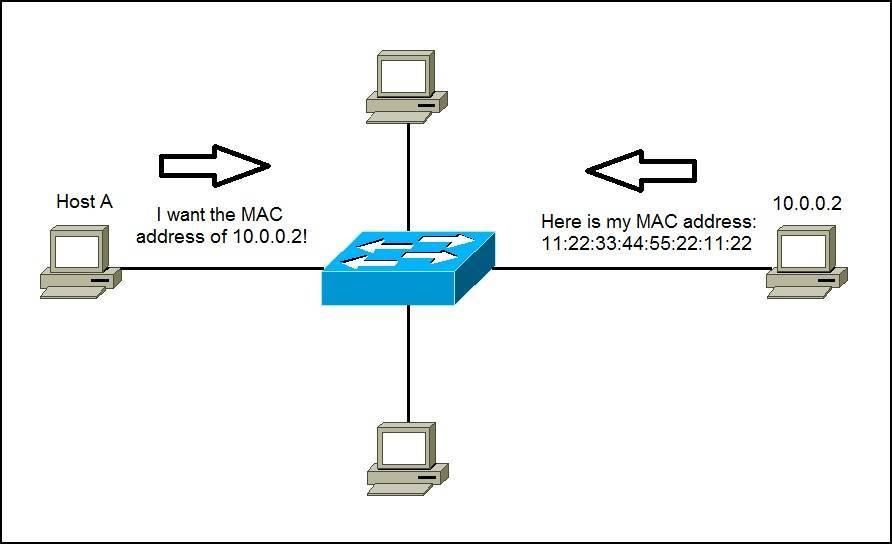 Host A
I want the MAC
address of 10.0.0.2!
Here is my MAC address:
11:22:33:44:55:22:11:22
10.0.0.2